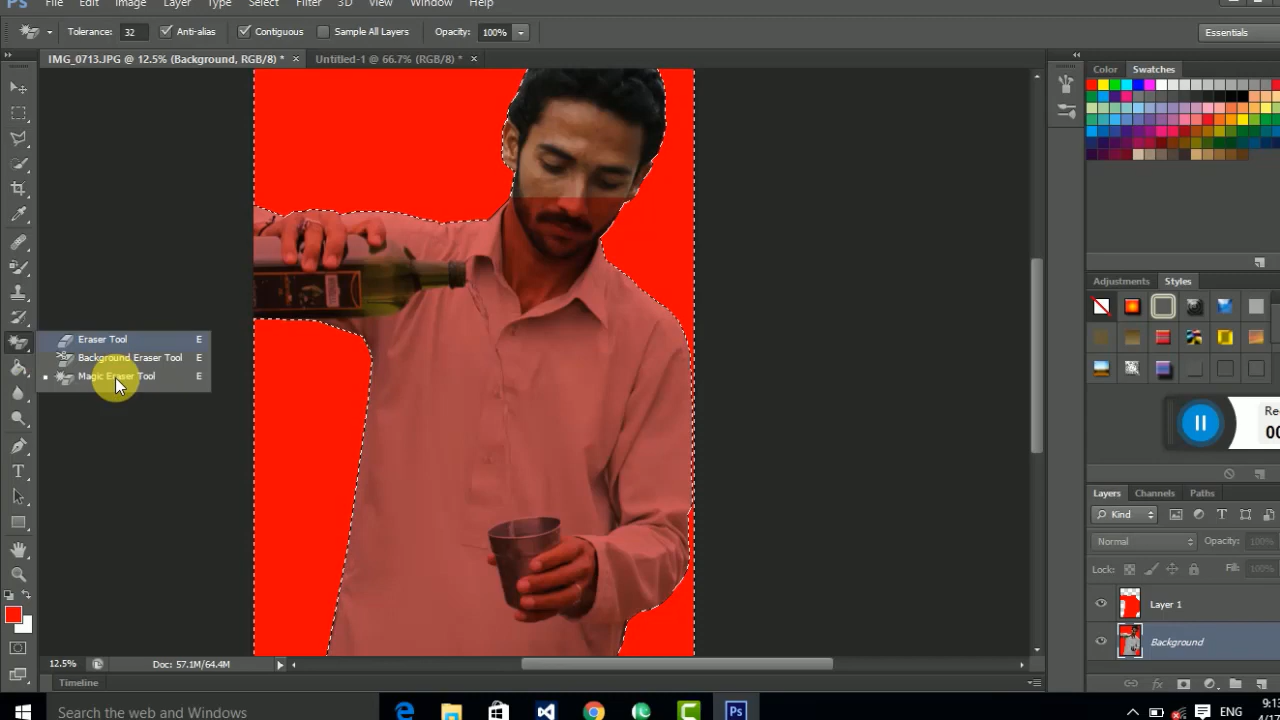 Ps File Edit Image Layer Type Select Filter 3D View Window Help
Tolerance: 32 Anti-alias Contiguous Sample All Layers Opacity: 100% Essentials
IMG_0713.JPG @ 12.5% (Background, RGB/8) * × Untitled-1 @ 66.7% (RGB/8) * ×
Color Swatches
Adjustments Styles
Eraser Tool E
Background Eraser Tool E
Magic Eraser Tool E
Layers Channels Paths
Kind
Normal Opacity: 100%
Lock: Fill: 100%
Layer 1
Background
12.5% Doc: 57.1M/64.4M
Timeline
Search the web and Windows
ENG